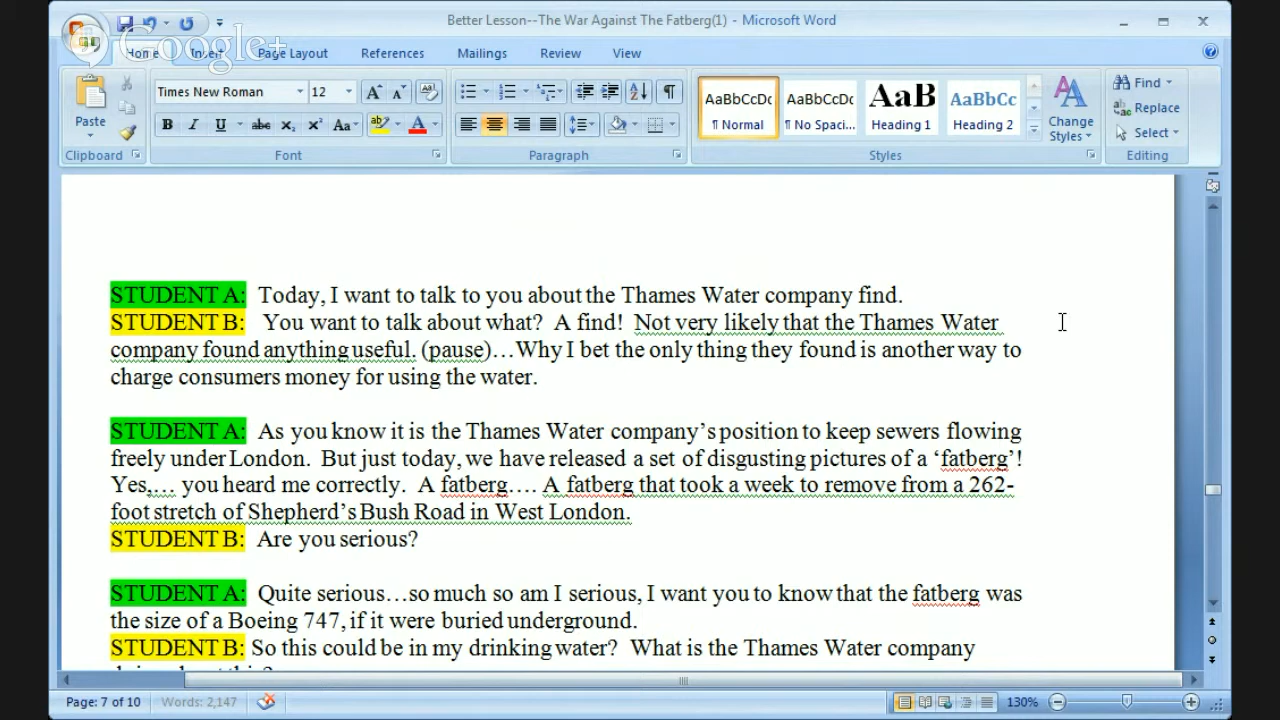 Better Lesson--The War Against The Fatberg(1) - Microsoft Word
Google+
Home Insert Page Layout References Mailings Review View
Paste
Times New Roman 12
AaBbCcDc AaBbCcDc AaB AaBbCc
¶ Normal ¶ No Spaci... Heading 1 Heading 2
Change Styles
Find
Replace
Select
Clipboard Font Paragraph Styles Editing
STUDENT A: Today, I want to talk to you about the Thames Water company find.
STUDENT B: You want to talk about what? A find! Not very likely that the Thames Water
company found anything useful. (pause)…Why I bet the only thing they found is another way to
charge consumers money for using the water.
STUDENT A: As you know it is the Thames Water company’s position to keep sewers flowing
freely under London. But just today, we have released a set of disgusting pictures of a ‘fatberg’!
Yes,… you heard me correctly. A fatberg…. A fatberg that took a week to remove from a 262-
foot stretch of Shepherd’s Bush Road in West London.
STUDENT B: Are you serious?
STUDENT A: Quite serious…so much so am I serious, I want you to know that the fatberg was
the size of a Boeing 747, if it were buried underground.
STUDENT B: So this could be in my drinking water? What is the Thames Water company
Page: 7 of 10 Words: 2,147 130%